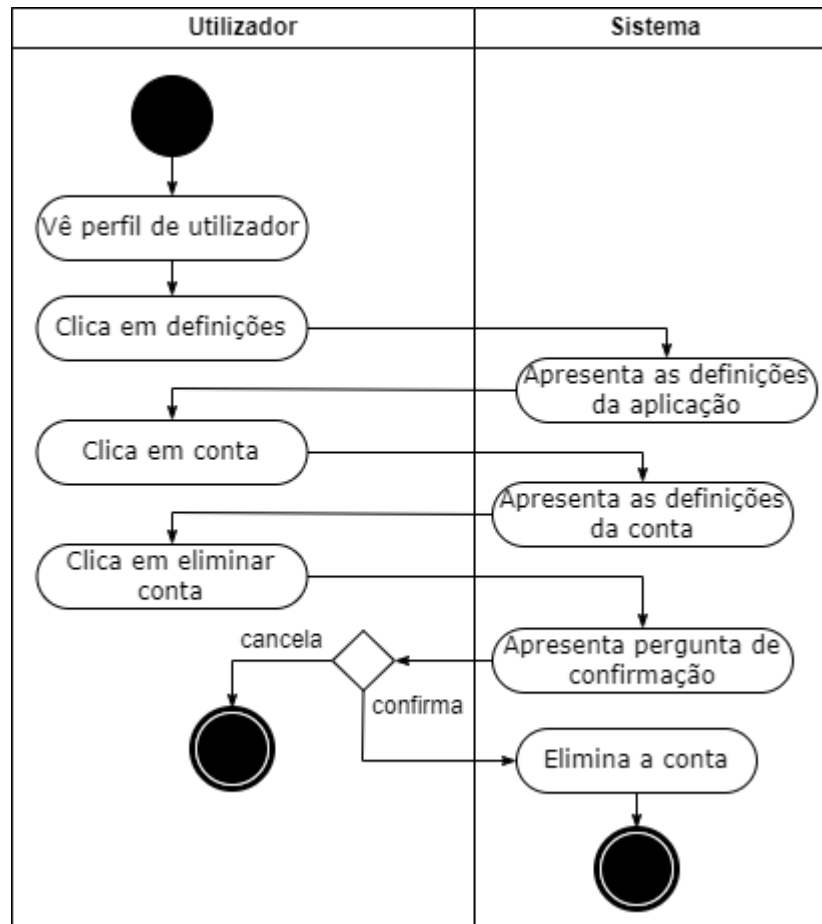 Utilizador
Sistema
Vê perfil de utilizador
Clica em definições
Apresenta as definições
da aplicação
Clica em conta
Apresenta as definições
da conta
Clica em eliminar
conta
Apresenta pergunta de
confirmação
cancela
confirma
Elimina a conta